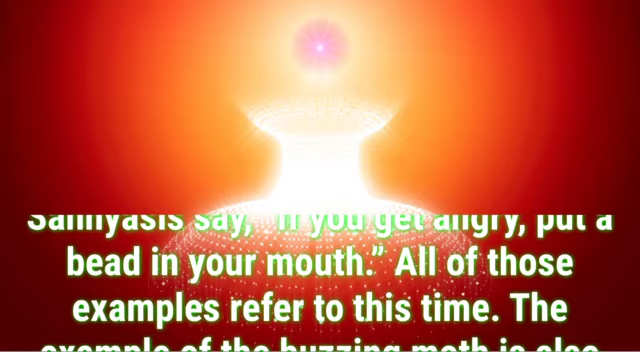 Sannyasis say, "If you get angry, put a
bead in your mouth.” All of those
examples refer to this time. The
example of the buzzing moth is also